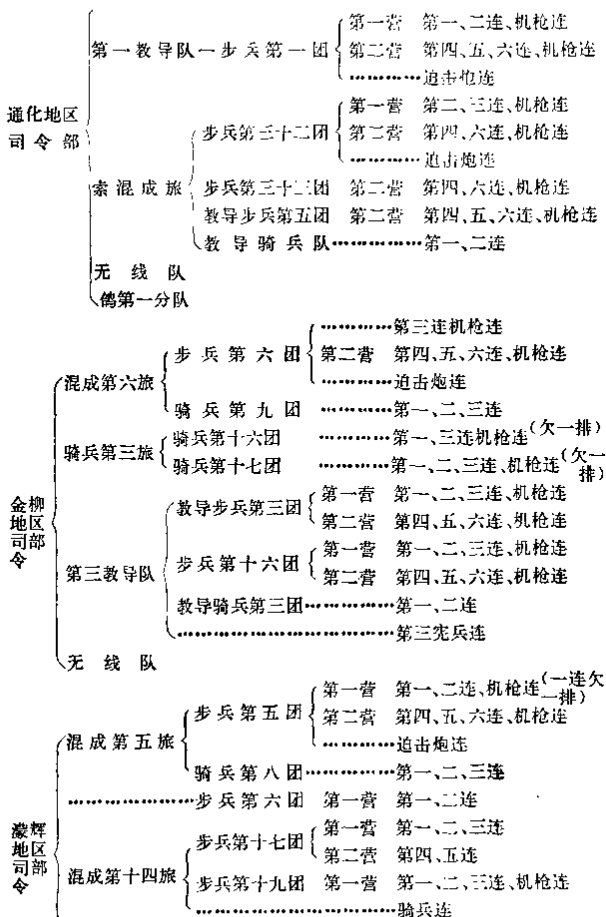 第一教导队—步兵第一团 第一营 第一、二连、机枪连
第二营 第四、五、六连、机枪连
…………迫击炮连
通化地区
司令部
步兵第三十二团 第一营 第二、三连、机枪连
第二营 第四、六连、机枪连
…………迫击炮连
索混成旅
步兵第三十三团 第二营 第四、六连、机枪连
教导步兵第五团 第二营 第四、五、六连、机枪连
教导骑兵队…………第一、二连
无线队
鸽第一分队
金柳
地区
司部
令
混成第六旅
步兵第六团 …………第三连机枪连
第二营 第四、五、六连、机枪连
…………迫击炮连
骑兵第九团 …………第一、二、三连
骑兵第三旅
骑兵第十六团 …………第一、三连机枪连(欠一排)
骑兵第十七团 …………第一、二、三连、机枪连(欠一排)
第三教导队
教导步兵第三团 第一营 第一、二、三连、机枪连
第二营 第四、五、六连、机枪连
步兵第十六团 第一营 第一、二、三连、机枪连
第二营 第四、五、六连、机枪连
教导骑兵第三团…………第一、二连
…………第三宪兵连
无线队
濛辉
地区
司部
令
混成第五旅
步兵第五团 第一营 第一、二连、机枪连(一连欠一排)
第二营 第四、五、六连、机枪连
…………迫击炮连
骑兵第八团…………第一、二、三连
…………步兵第六团 第一营 第一、二连
混成第十四旅
步兵第十七团 第一营 第一、二、三连
第二营 第四、五连
步兵第十九团 第一营 第一、二、三连、机枪连
…………骑兵连